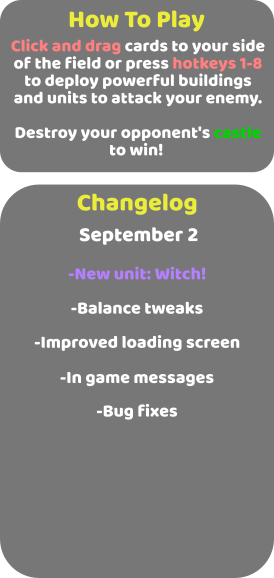 How To Play
Click and drag cards to your side
of the field or press hotkeys 1-8
to deploy powerful buildings
and units to attack your enemy.
Destroy your opponent's castle
to win!
Changelog
September 2
-New unit: Witch!
-Balance tweaks
-Improved loading screen
-In game messages
-Bug fixes